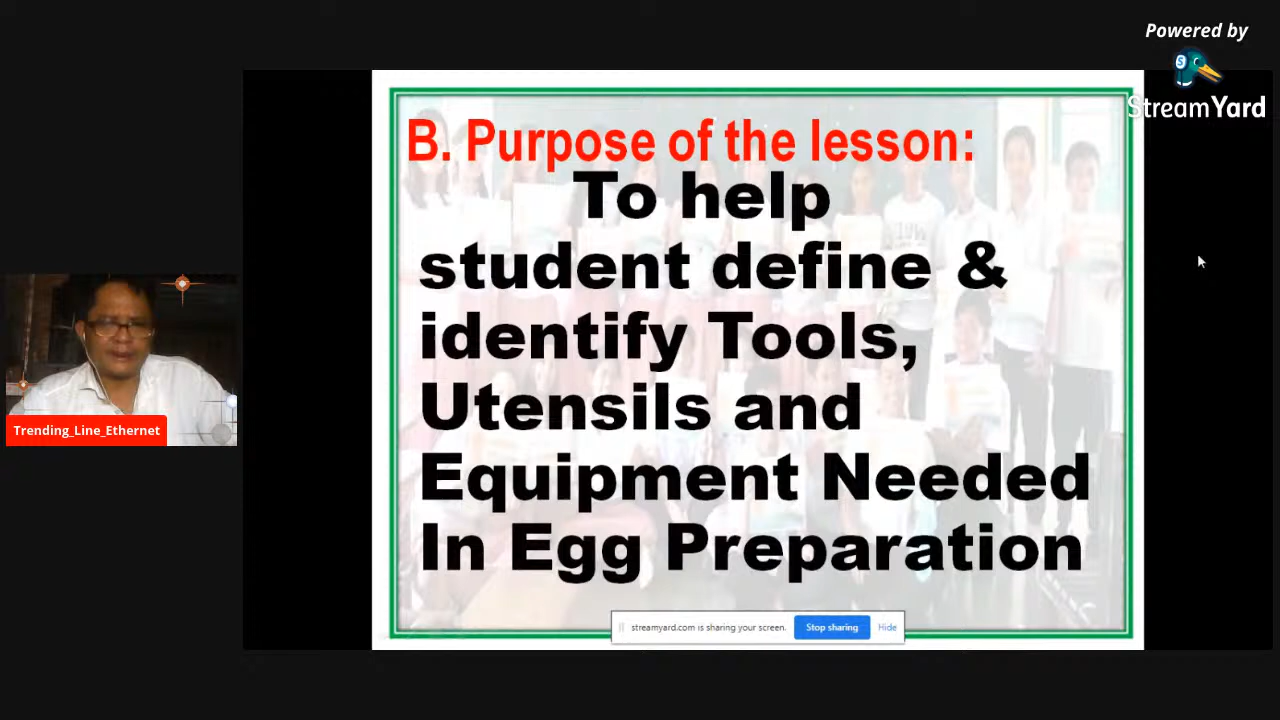 Powered by
StreamYard
B. Purpose of the lesson:
To help
student define &
identify Tools,
Utensils and
Equipment Needed
In Egg Preparation
Trending_Line_Ethernet
streamyard.com is sharing your screen. Stop sharing Hide